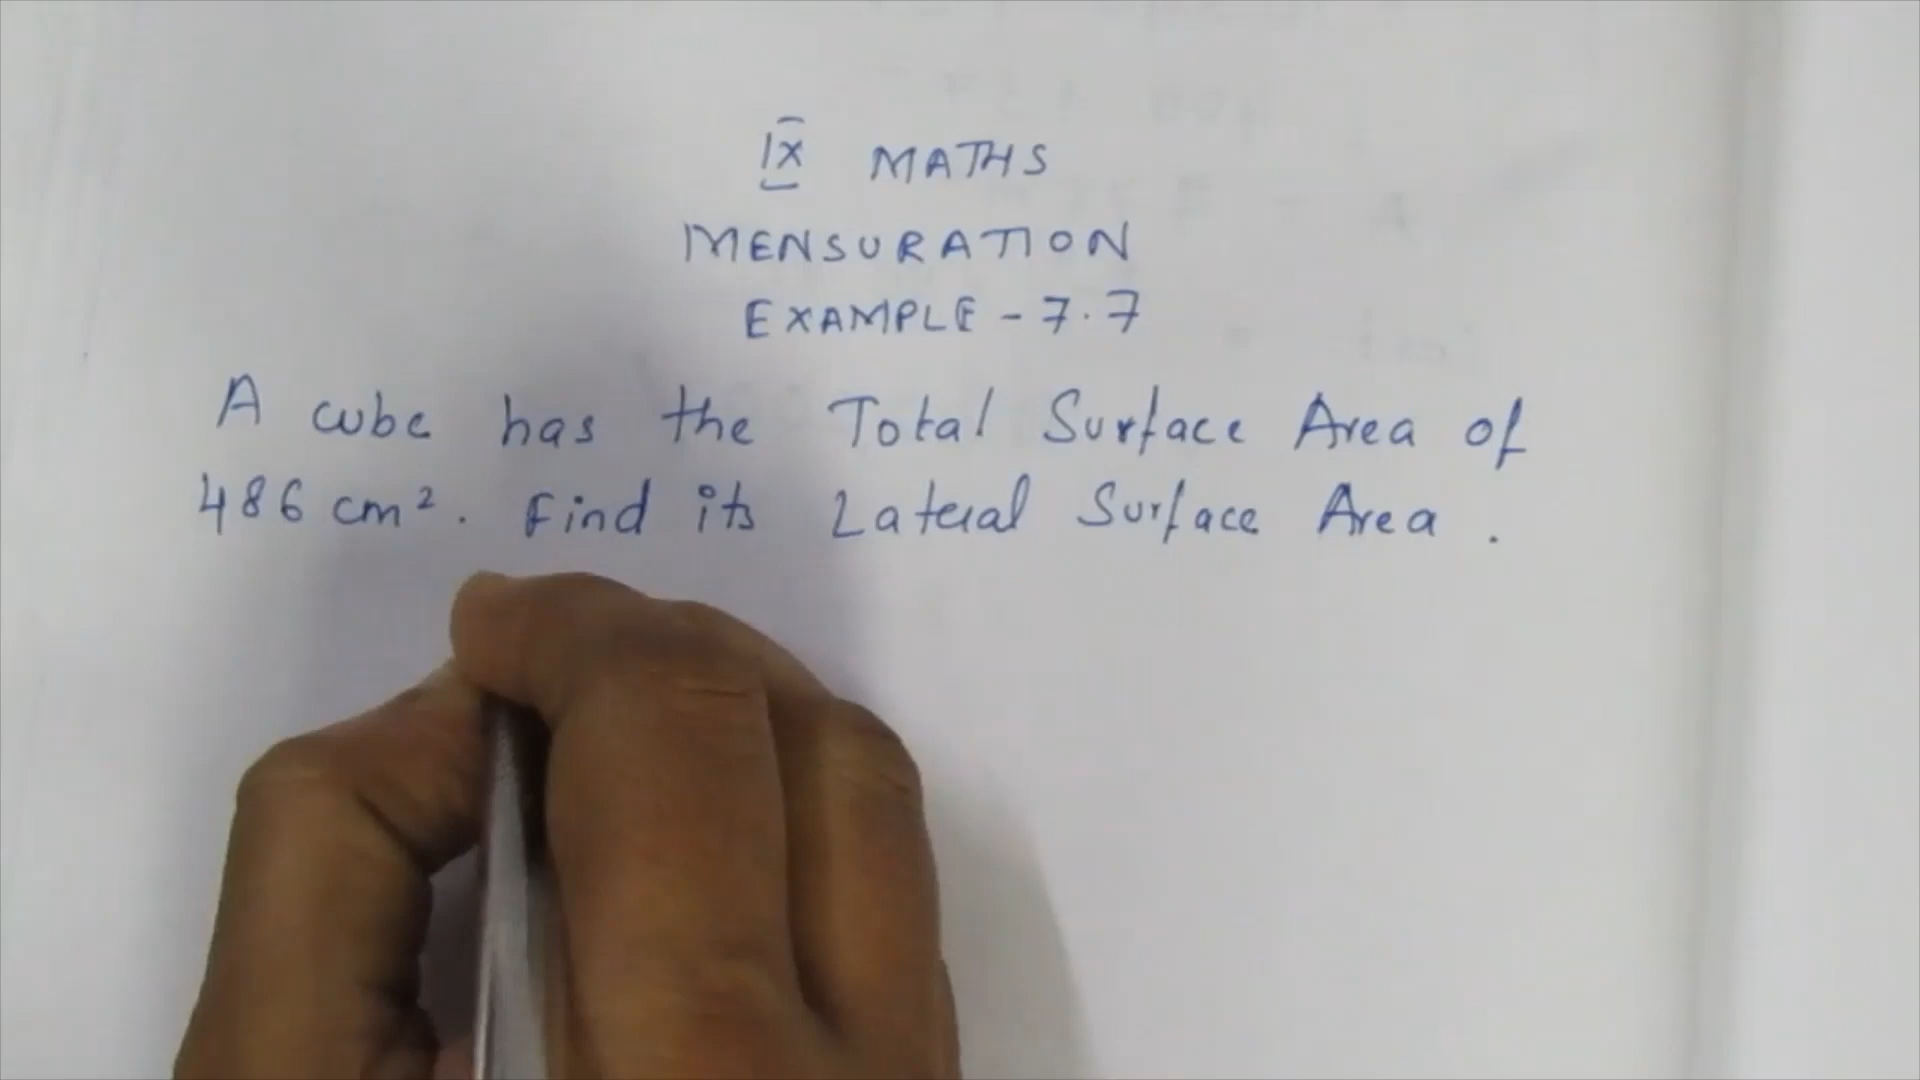 IX MATHS
MENSURATION
EXAMPLE - 7.7
A cube has the Total Surface Area of
486 cm². Find its Lateral Surface Area.